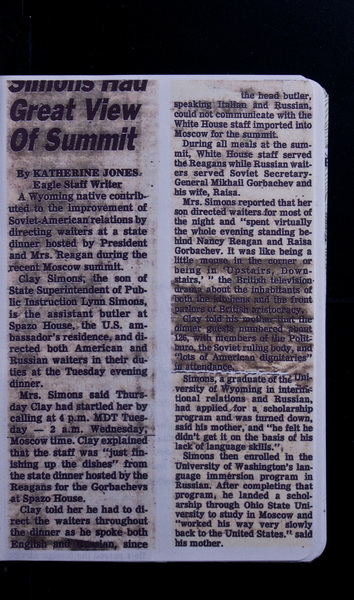 Simons Had
Great View
Of Summit
By KATHERINE JONES
Eagle Staff Writer
A Wyoming native contrib-
uted to the improvement of
Soviet-American relations by
directing waiters at a state
dinner hosted by President
and Mrs. Reagan during the
recent Moscow summit.
Clay Simons, the son of
State Superintendent of Pub-
lic Instruction Lynn Simons,
is the assistant butler at
Spazo House, the U.S. am-
bassador's residence, and di-
rected both American and
Russian waiters in their du-
ties at the Tuesday evening
dinner.
Mrs. Simons said Thurs-
day Clay had startled her by
calling at 4 p.m. MDT Tues-
day — 2 a.m. Wednesday,
Moscow time. Clay explained
that the staff was "just fin-
ishing up the dishes" from
the state dinner hosted by the
Reagans for the Gorbachevs
at Spazo House.
Clay told her he had to di-
rect the waiters throughout
the dinner as he spoke both
English and Russian, since
the head butler,
speaking Italian and Russian,
could not communicate with the
White House staff imported into
Moscow for the summit.
During all meals at the sum-
mit, White House staff served
the Reagans while Russian wait-
ers served Soviet Secretary-
General Mikhail Gorbachev and
his wife, Raisa.
Mrs. Simons reported that her
son directed waiters for most of
the night and "spent virtually
the whole evening standing be-
hind Nancy Reagan and Raisa
Gorbachev. It was like being a
little mouse in the corner or
being in 'Upstairs, Down-
stairs,' " the British television
drama about the inhabitants of
both the kitchens and the front
parlors of British aristocracy.
Clay told his mother that the
dinner guests numbered about
126, with members of the Polit-
buro, the Soviet ruling body, and
"lots of American dignitaries"
in attendance.
Simons, a graduate of the Uni-
versity of Wyoming in interna-
tional relations and Russian,
had applied for a scholarship
program and was turned down,
said his mother, and "he felt he
didn't get it on the basis of his
lack of language skills."
Simons then enrolled in the
University of Washington's lan-
guage immersion program in
Russian. After completing that
program, he landed a schol-
arship through Ohio State Uni-
versity to study in Moscow and
"worked his way very slowly
back to the United States." said
his mother.